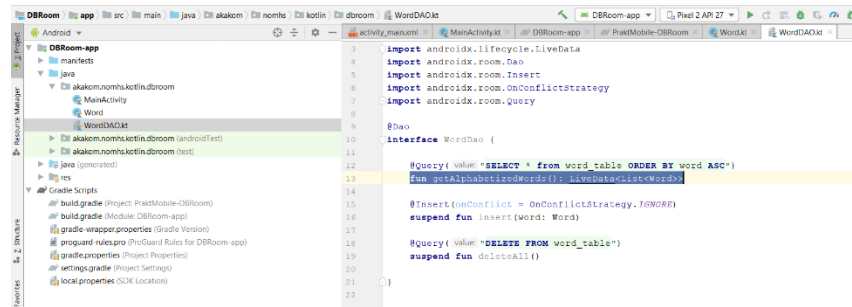 DBRoom app src main java akakom nomhs kotlin dbroom WordDAO.kt DBRoom-app Pixel 2 API 27
Android activity_main.xml MainActivity.kt DBRoom-app PraktMobile-DBRoom Word.kt WordDAO.kt
1: Project
Resource Manager
Z: Structure
Favorites
DBRoom-app
manifests
java
akakom.nomhs.kotlin.dbroom
MainActivity
Word
WordDAO.kt
akakom.nomhs.kotlin.dbroom (androidTest)
akakom.nomhs.kotlin.dbroom (test)
java (generated)
res
Gradle Scripts
build.gradle (Project: PraktMobile-DBRoom)
build.gradle (Module: DBRoom-app)
gradle-wrapper.properties (Gradle Version)
proguard-rules.pro (ProGuard Rules for DBRoom-app)
gradle.properties (Project Properties)
settings.gradle (Project Settings)
local.properties (SDK Location)
3 import androidx.lifecycle.LiveData
4 import androidx.room.Dao
5 import androidx.room.Insert
6 import androidx.room.OnConflictStrategy
7 import androidx.room.Query
8
9 @Dao
10 interface WordDao {
11
12 @Query( value: "SELECT * from word_table ORDER BY word ASC")
13 fun getAlphabetizedWords(): LiveData<List<Word>>
14
15 @Insert(onConflict = OnConflictStrategy.IGNORE)
16 suspend fun insert(word: Word)
17
18 @Query( value: "DELETE FROM word_table")
19 suspend fun deleteAll()
20
21 }
22